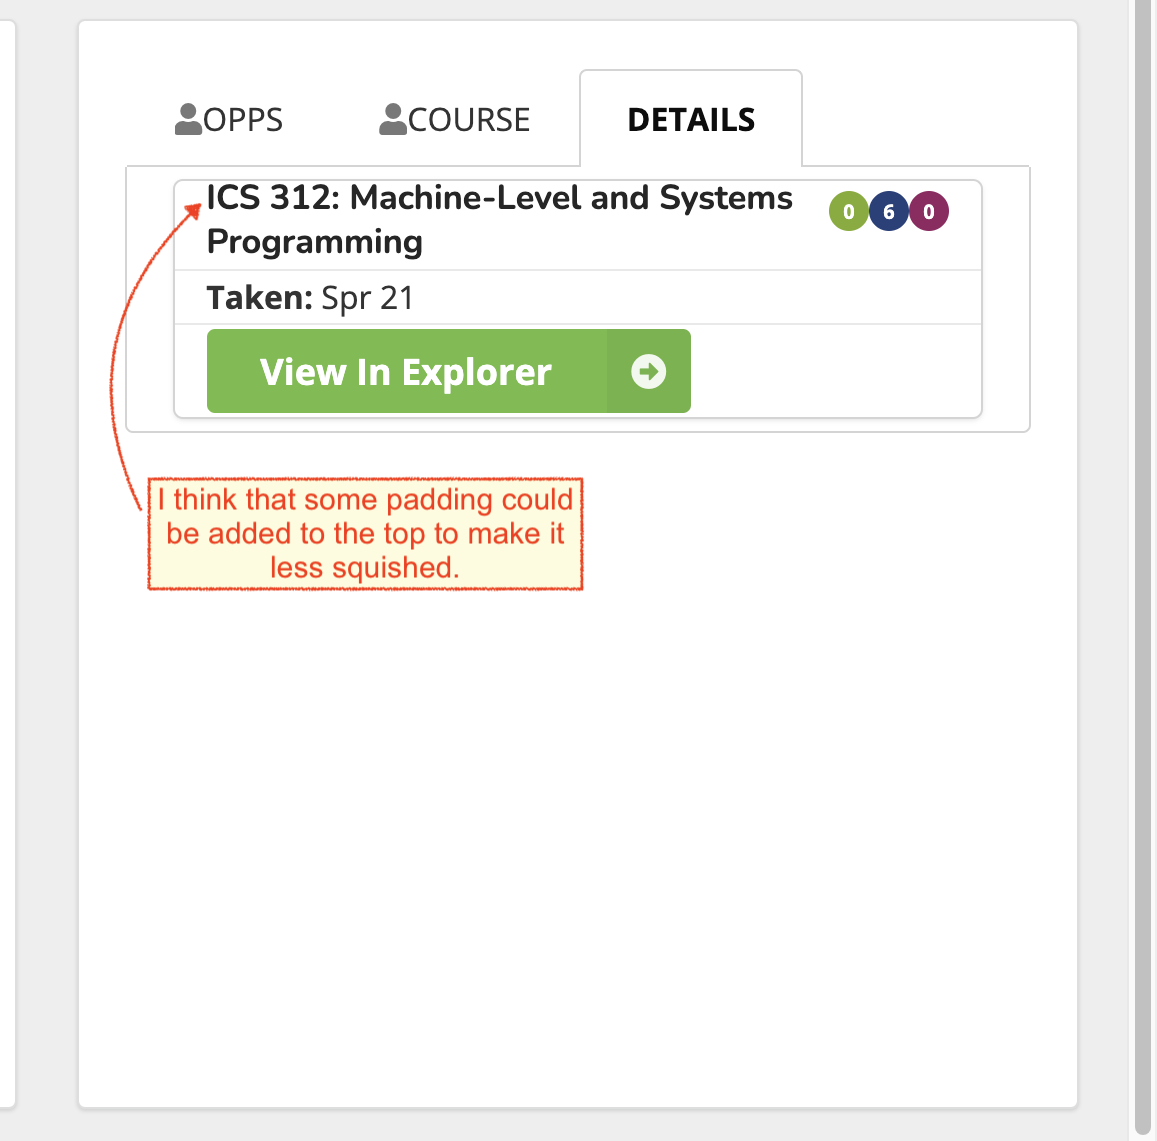 OPPS COURSE DETAILS
ICS 312: Machine-Level and Systems 0 6 0
Programming
Taken: Spr 21
View In Explorer
I think that some padding could
be added to the top to make it
less squished.